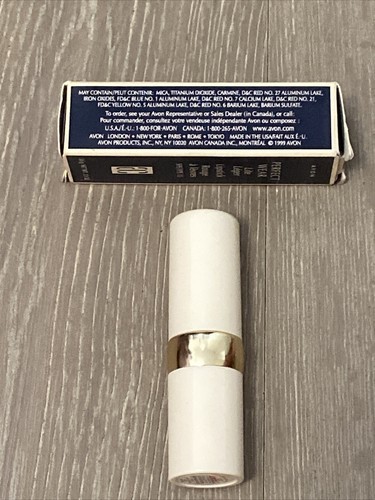 MAY CONTAIN/PEUT CONTENIR: MICA, TITANIUM DIOXIDE, CARMINE, D&C RED NO. 27 ALUMINUM LAKE,
IRON OXIDES, FD&C BLUE NO. 1 ALUMINUM LAKE, D&C RED NO. 7 CALCIUM LAKE, D&C RED NO. 21,
FD&C YELLOW NO. 5 ALUMINUM LAKE, D&C RED NO. 6 BARIUM LAKE, BARIUM SULFATE.
To order, see your Avon Representative or Sales Dealer (in Canada), or call
Pour commander, consultez votre vendeuse indépendante Avon ou composez :
U.S.A./É-U.: 1-800-FOR-AVON CANADA: 1-800-265-AVON www.avon.com
AVON LONDON • NEW YORK • PARIS • ROME • TOKYO MADE IN THE USA/FAIT AUX É.U.
AVON PRODUCTS, INC., NY, NY 10020 AVON CANADA INC., MONTRÉAL © 1999 AVON
AVON
PERFECT
WEAR
Lipstick
Rouge
à lèvres